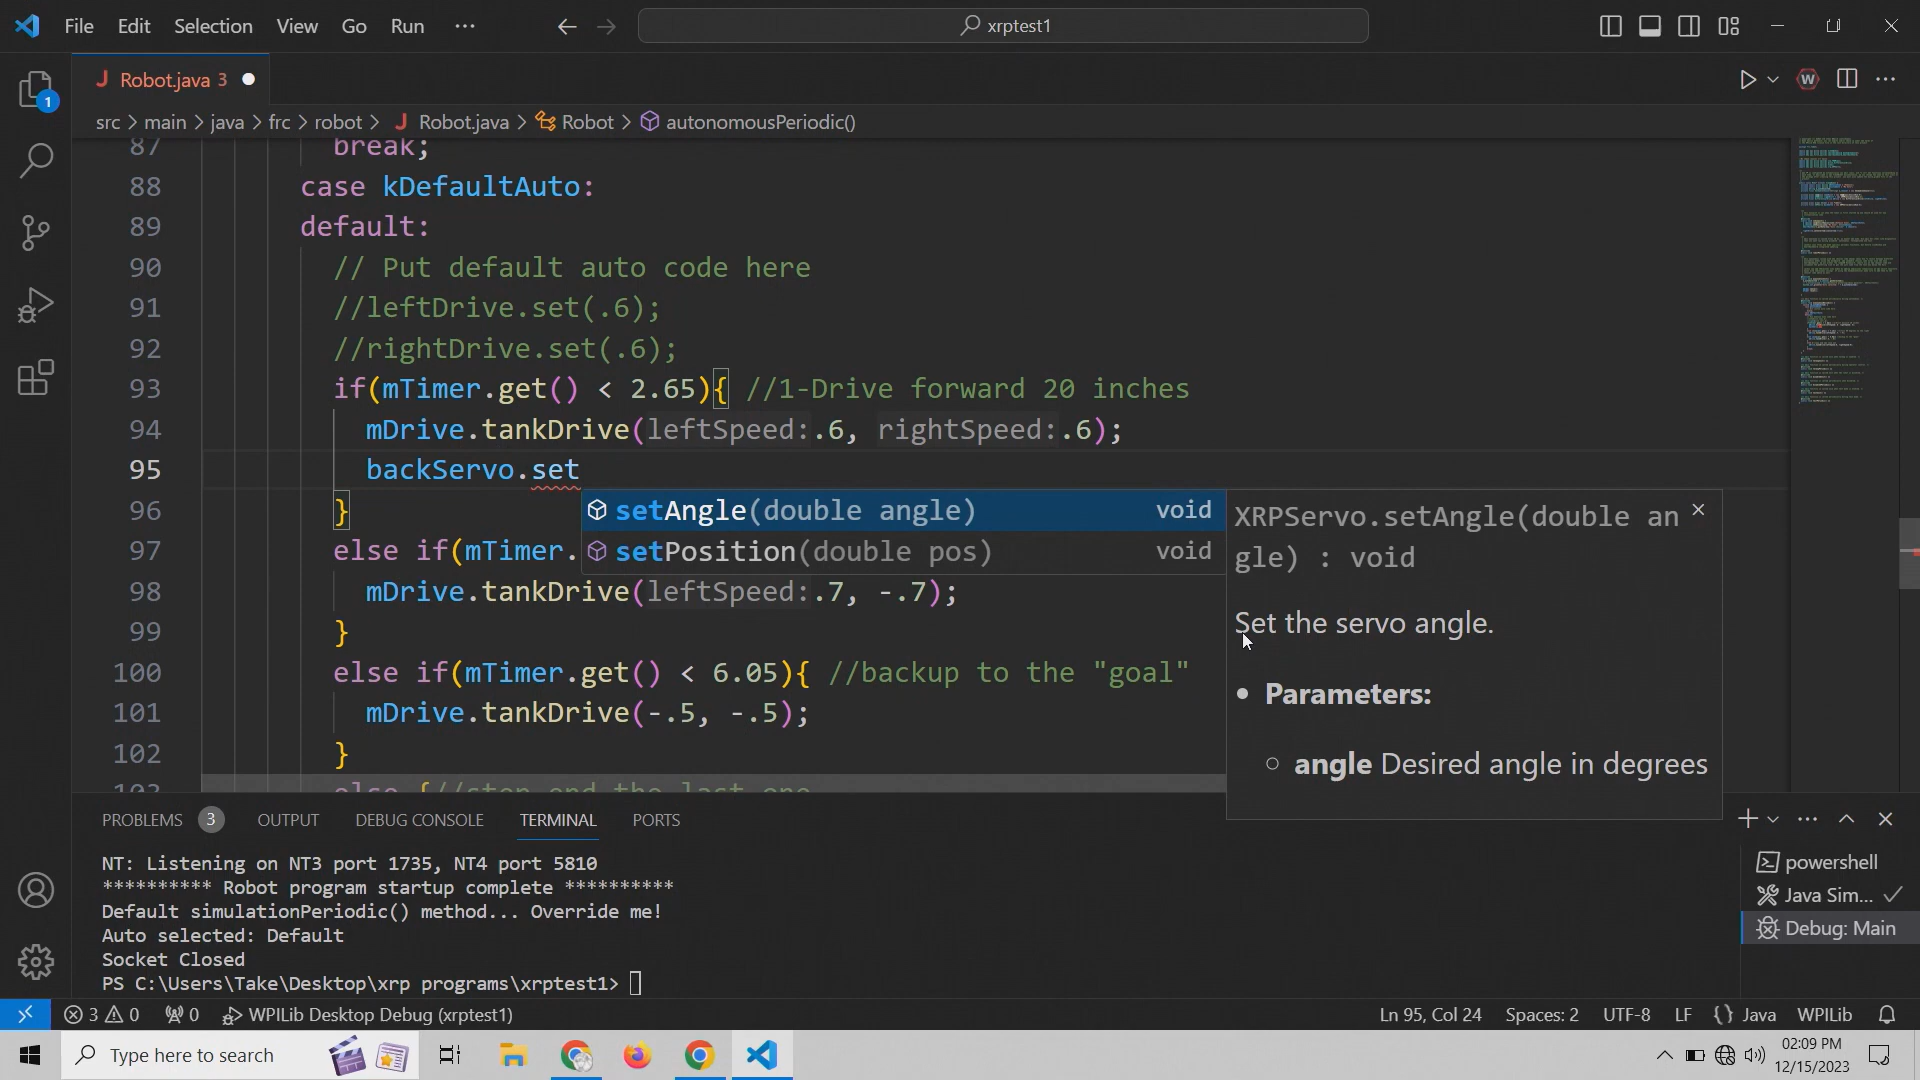 File Edit Selection View Go Run ··· xrptest1
Robot.java 3
src > main > java > frc > robot > Robot.java > Robot > autonomousPeriodic()
87 break;
88 case kDefaultAuto:
89 default:
90 // Put default auto code here
91 //leftDrive.set(.6);
92 //rightDrive.set(.6);
93 if(mTimer.get() < 2.65){ //1-Drive forward 20 inches
94 mDrive.tankDrive(leftSpeed:.6, rightSpeed:.6);
95 backServo.set
96 }
setAngle(double angle) void
setPosition(double pos) void
XRPServo.setAngle(double an
gle) : void
Set the servo angle.
• Parameters:
○ angle Desired angle in degrees
97 else if(mTimer.
98 mDrive.tankDrive(leftSpeed:.7, -.7);
99 }
100 else if(mTimer.get() < 6.05){ //backup to the "goal"
101 mDrive.tankDrive(-.5, -.5);
102 }
103 else {//stop end the last one
PROBLEMS 3 OUTPUT DEBUG CONSOLE TERMINAL PORTS
NT: Listening on NT3 port 1735, NT4 port 5810
********** Robot program startup complete **********
Default simulationPeriodic() method... Override me!
Auto selected: Default
Socket Closed
PS C:\Users\Take\Desktop\xrp programs\xrptest1>
powershell
Java Sim...
Debug: Main
3 0 0 WPILib Desktop Debug (xrptest1) Ln 95, Col 24 Spaces: 2 UTF-8 LF {} Java WPILib
Type here to search
02:09 PM
12/15/2023